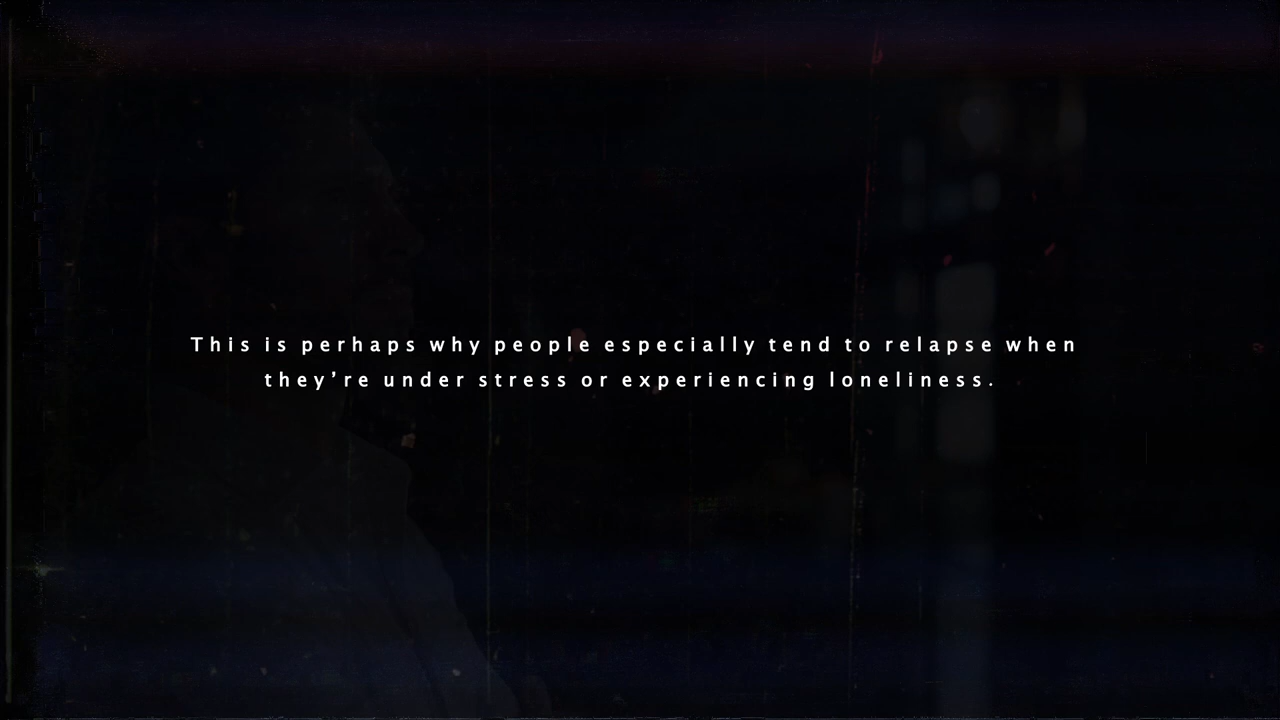 This is perhaps why people especially tend to relapse when
they’re under stress or experiencing loneliness.